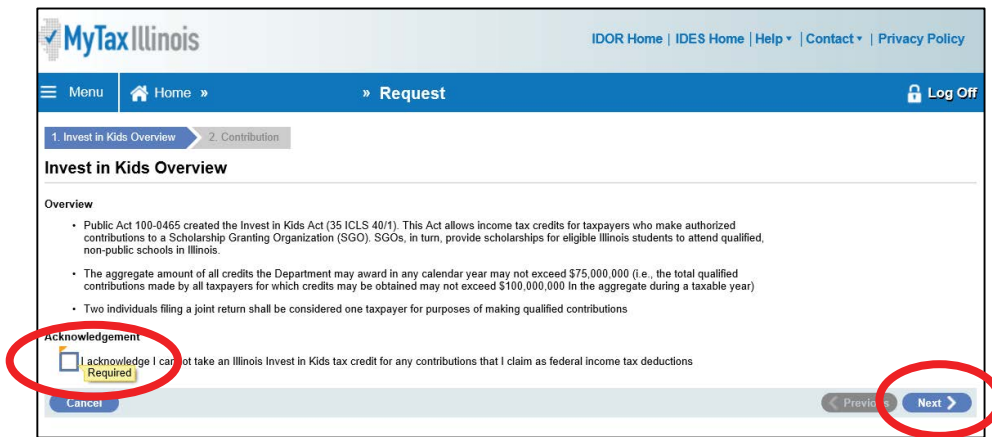 MyTax Illinois
IDOR Home | IDES Home | Help | Contact | Privacy Policy
Menu Home » » Request Log Off
1. Invest in Kids Overview 2. Contribution
Invest in Kids Overview
Overview
• Public Act 100-0465 created the Invest in Kids Act (35 ICLS 40/1). This Act allows income tax credits for taxpayers who make authorized
contributions to a Scholarship Granting Organization (SGO). SGOs, in turn, provide scholarships for eligible Illinois students to attend qualified,
non-public schools in Illinois.
• The aggregate amount of all credits the Department may award in any calendar year may not exceed $75,000,000 (i.e., the total qualified
contributions made by all taxpayers for which credits may be obtained may not exceed $100,000,000 In the aggregate during a taxable year)
• Two individuals filing a joint return shall be considered one taxpayer for purposes of making qualified contributions
Acknowledgement
I acknowledge I cannot take an Illinois Invest in Kids tax credit for any contributions that I claim as federal income tax deductions
Required
Cancel Previous Next